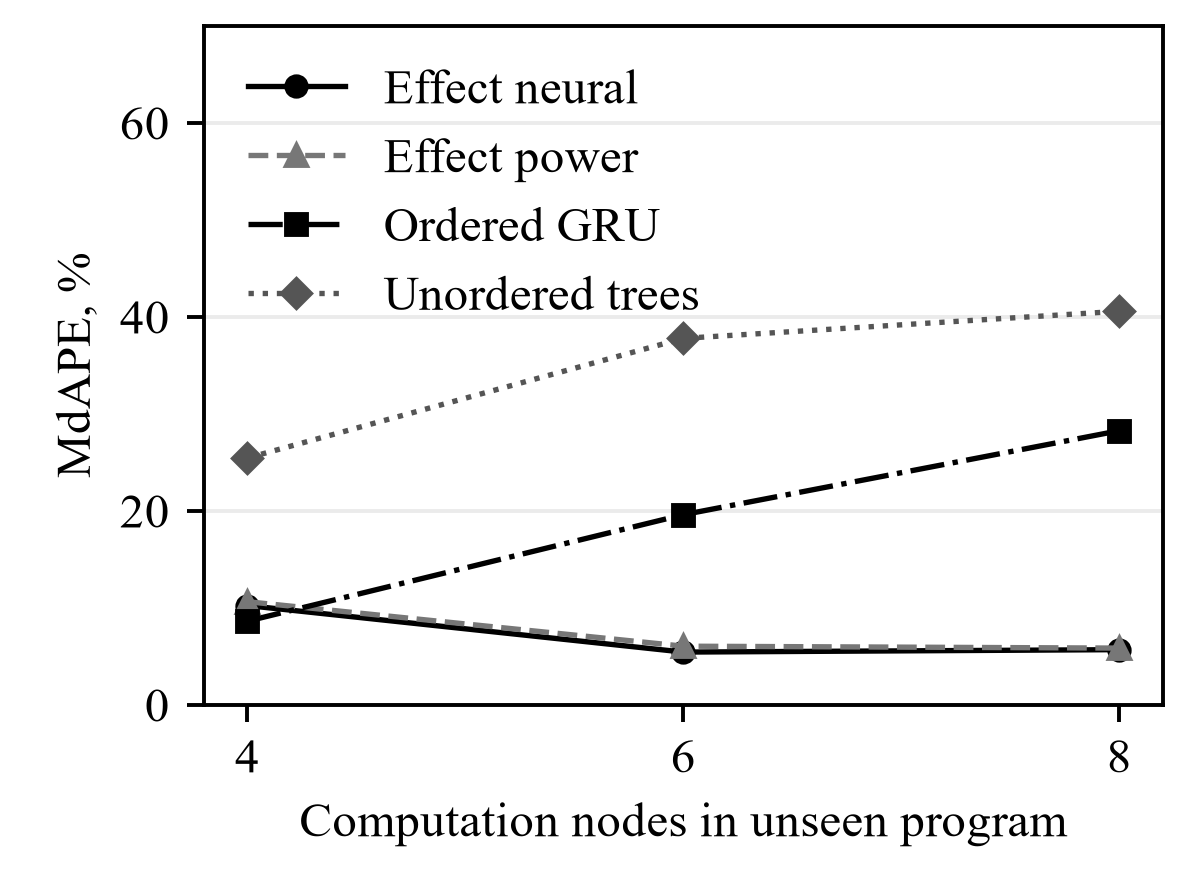 Effect neural
Effect power
Ordered GRU
Unordered trees
MdAPE, %
60
40
20
0
4 6 8
Computation nodes in unseen program